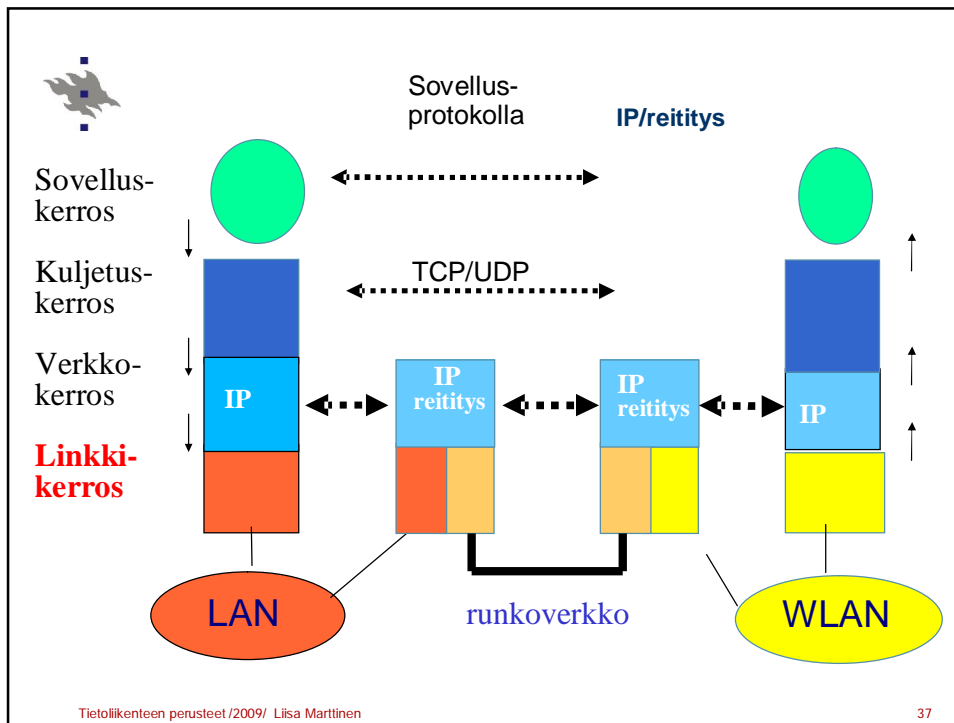 Sovellus-
protokolla
IP/reititys
Sovellus-
kerros
Kuljetus-
kerros
TCP/UDP
Verkko-
kerros
IP
IP
reititys
IP
reititys
IP
Linkki-
kerros
LAN
runkoverkko
WLAN
Tietoliikenteen perusteet /2009/ Liisa Marttinen
37